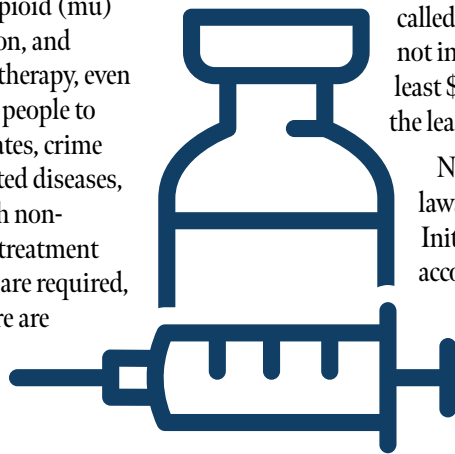 pioid (mu)
on, and
therapy, even
people to
ates, crime
ted diseases,
h non-
treatment
are required,
re are
called
not in
least $
the lea
N
law
Init
acco